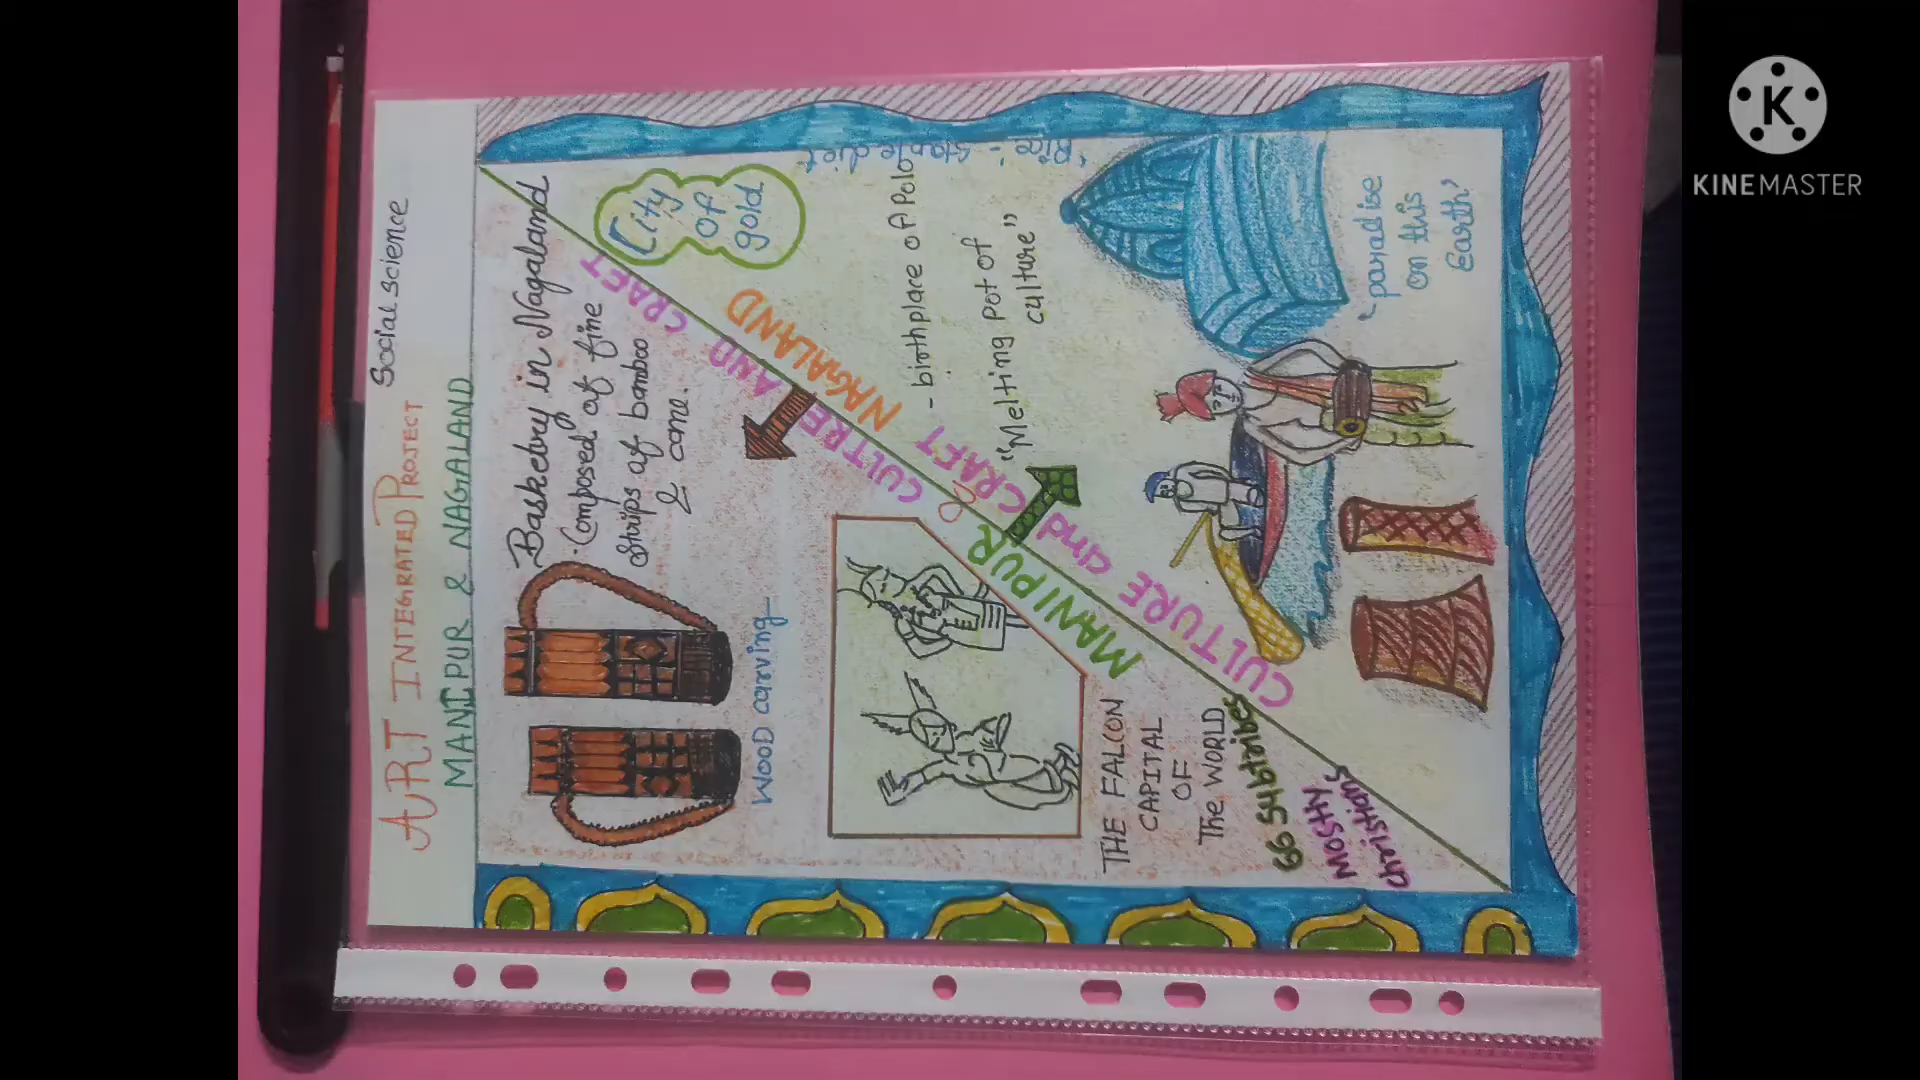 Social Science
ART INTEGRATED PROJECT
MANIPUR & NAGALAND
Basketry in Nagaland
· Composed of fine
strips of bamboo
& cane.
WOOD carving
CULTRE AND CRAFT
NAGALAND
City
OF
gold
'Rice' - staple diet
- birthplace of Polo
"Melting pot of
culture"
MANIPUR
CULTURE and CRAFT
'paradise
on this
Earth'
THE FALCON
CAPITAL
OF
The WORLD
66 Sybtribes
MOSTLY
christians
K
KINEMASTER